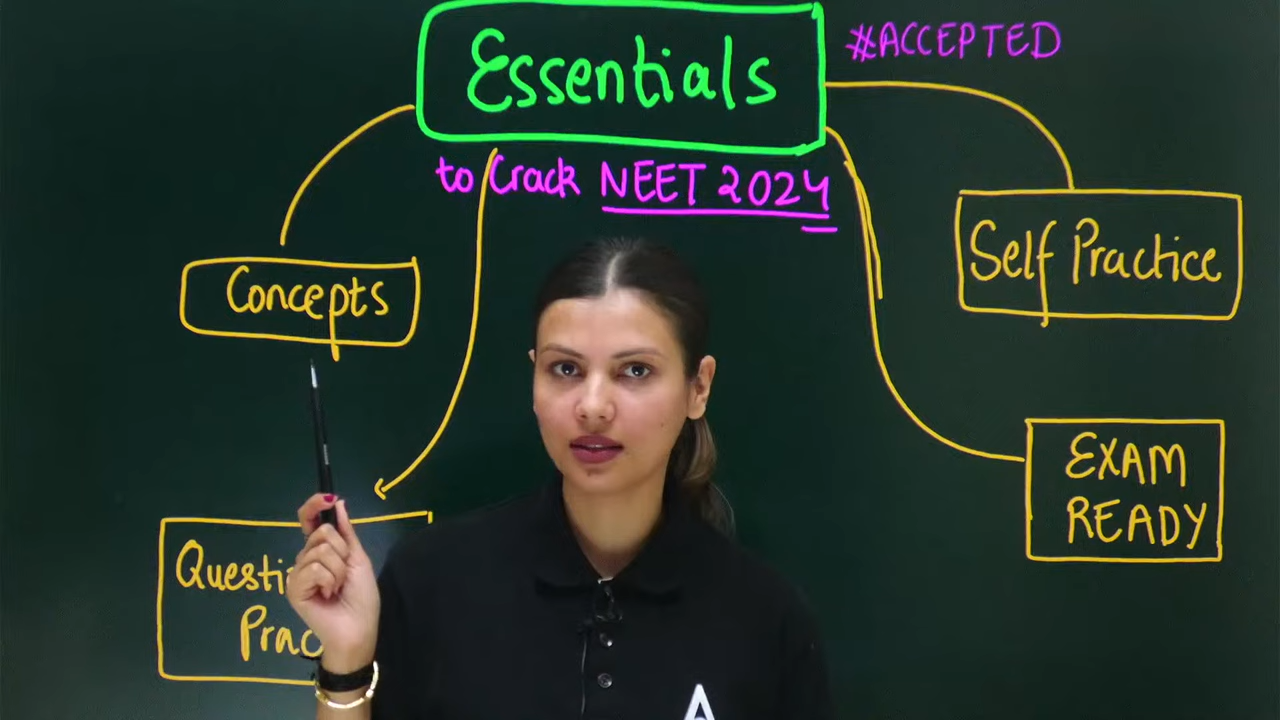 Essentials
#ACCEPTED
to Crack NEET 2024
Self Practice
Concepts
EXAM
READY